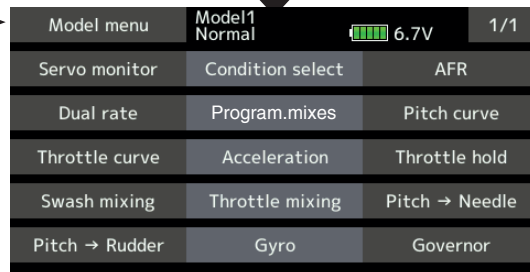 Model menu
Model1
Normal
6.7V
1/1
Servo monitor
Condition select
AFR
Dual rate
Program.mixes
Pitch curve
Throttle curve
Acceleration
Throttle hold
Swash mixing
Throttle mixing
Pitch → Needle
Pitch → Rudder
Gyro
Governor